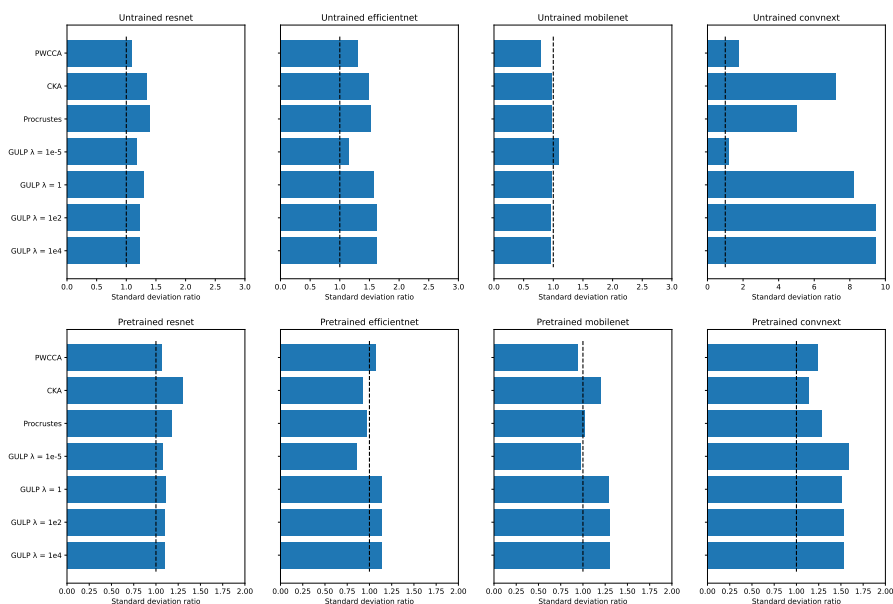 Untrained resnet
Untrained efficientnet
Untrained mobilenet
Untrained convnext
PWCCA
CKA
Procrustes
GULP λ = 1e-5
GULP λ = 1
GULP λ = 1e2
GULP λ = 1e4
0.0 0.5 1.0 1.5 2.0 2.5 3.0
0.0 0.5 1.0 1.5 2.0 2.5 3.0
0.0 0.5 1.0 1.5 2.0 2.5 3.0
0 2 4 6 8 10
Standard deviation ratio
Standard deviation ratio
Standard deviation ratio
Standard deviation ratio
Pretrained resnet
Pretrained efficientnet
Pretrained mobilenet
Pretrained convnext
PWCCA
CKA
Procrustes
GULP λ = 1e-5
GULP λ = 1
GULP λ = 1e2
GULP λ = 1e4
0.00 0.25 0.50 0.75 1.00 1.25 1.50 1.75 2.00
0.00 0.25 0.50 0.75 1.00 1.25 1.50 1.75 2.00
0.00 0.25 0.50 0.75 1.00 1.25 1.50 1.75 2.00
0.00 0.25 0.50 0.75 1.00 1.25 1.50 1.75 2.00
Standard deviation ratio
Standard deviation ratio
Standard deviation ratio
Standard deviation ratio